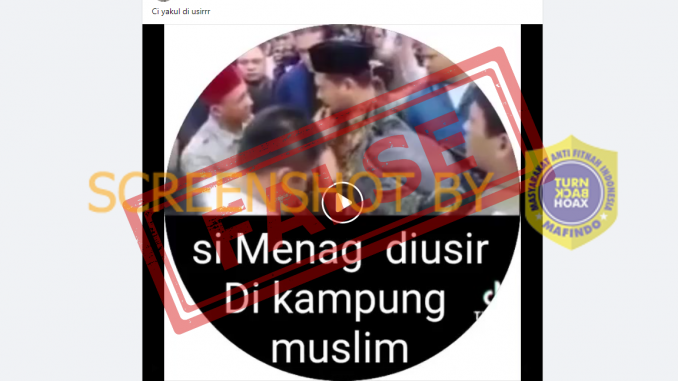 Ci yakul di usirrr
FALSE
SCREENSHOT BY
MASYARAKAT ANTI FITNAH INDONESIA
TURN
BACK
HOAX
MAFINDO
si Menag diusir
Di kampung
muslim